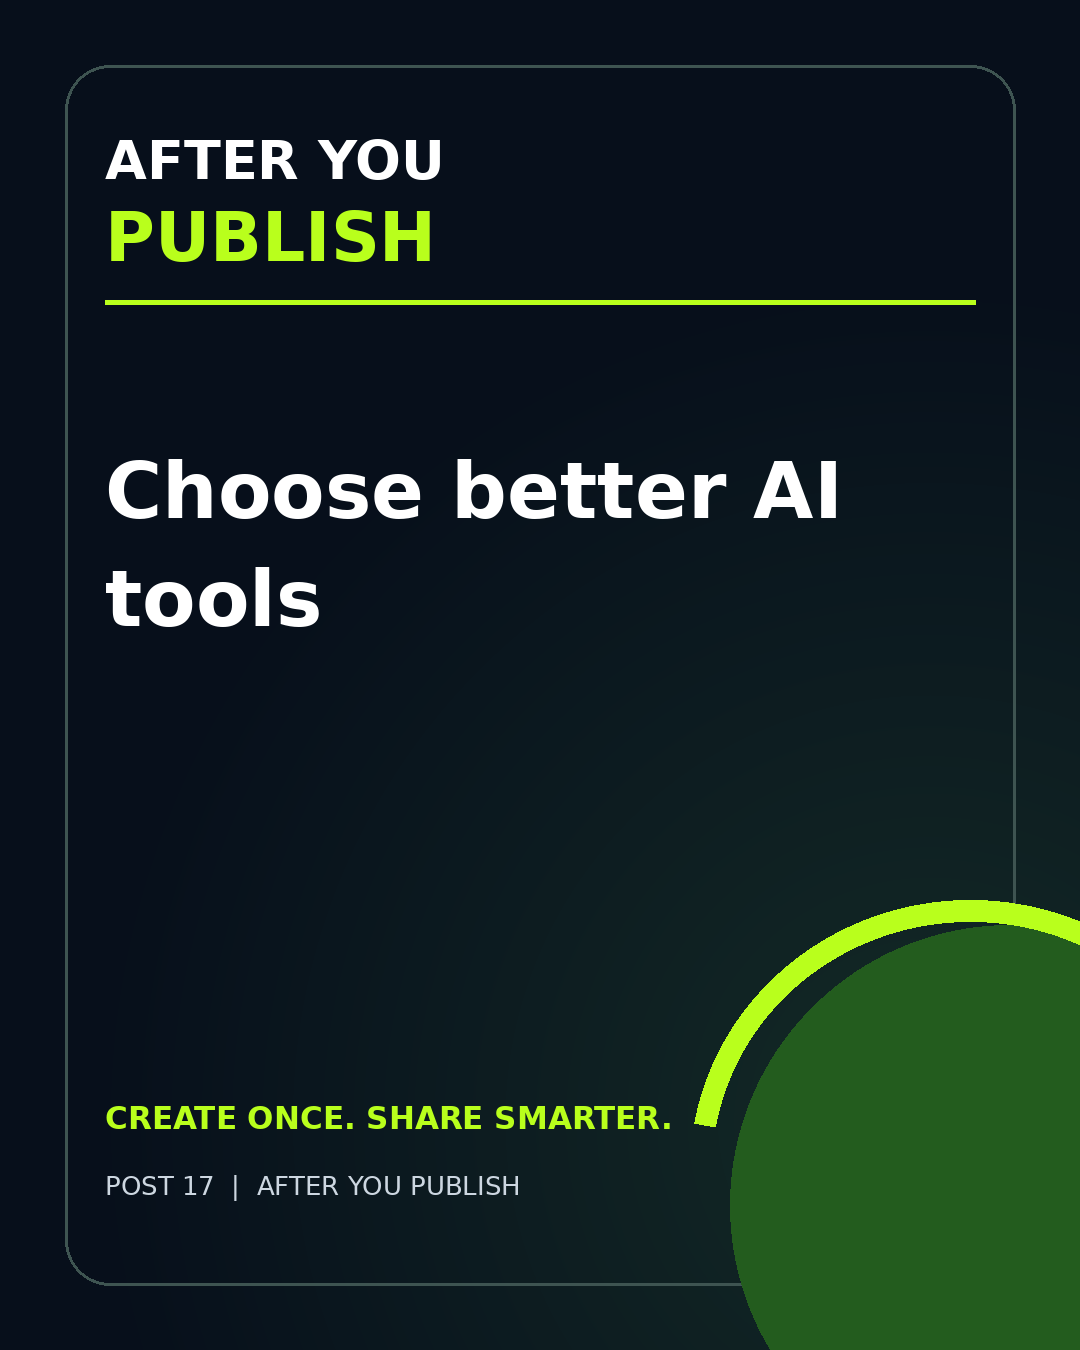 AFTER YOU
PUBLISH
Choose better AI
tools
CREATE ONCE. SHARE SMARTER.
POST 17 | AFTER YOU PUBLISH